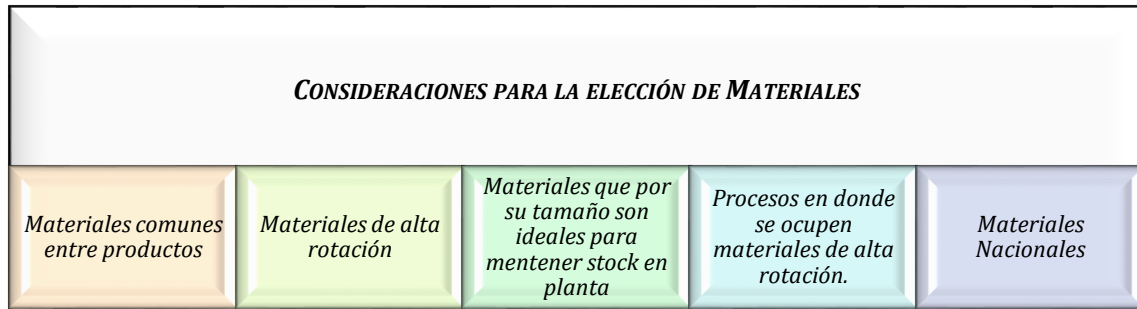 CONSIDERACIONES PARA LA ELECCIÓN DE MATERIALES
Materiales comunes
entre productos
Materiales de alta
rotación
Materiales que por
su tamaño son
ideales para
mentener stock en
planta
Procesos en donde
se ocupen
materiales de alta
rotación.
Materiales
Nacionales